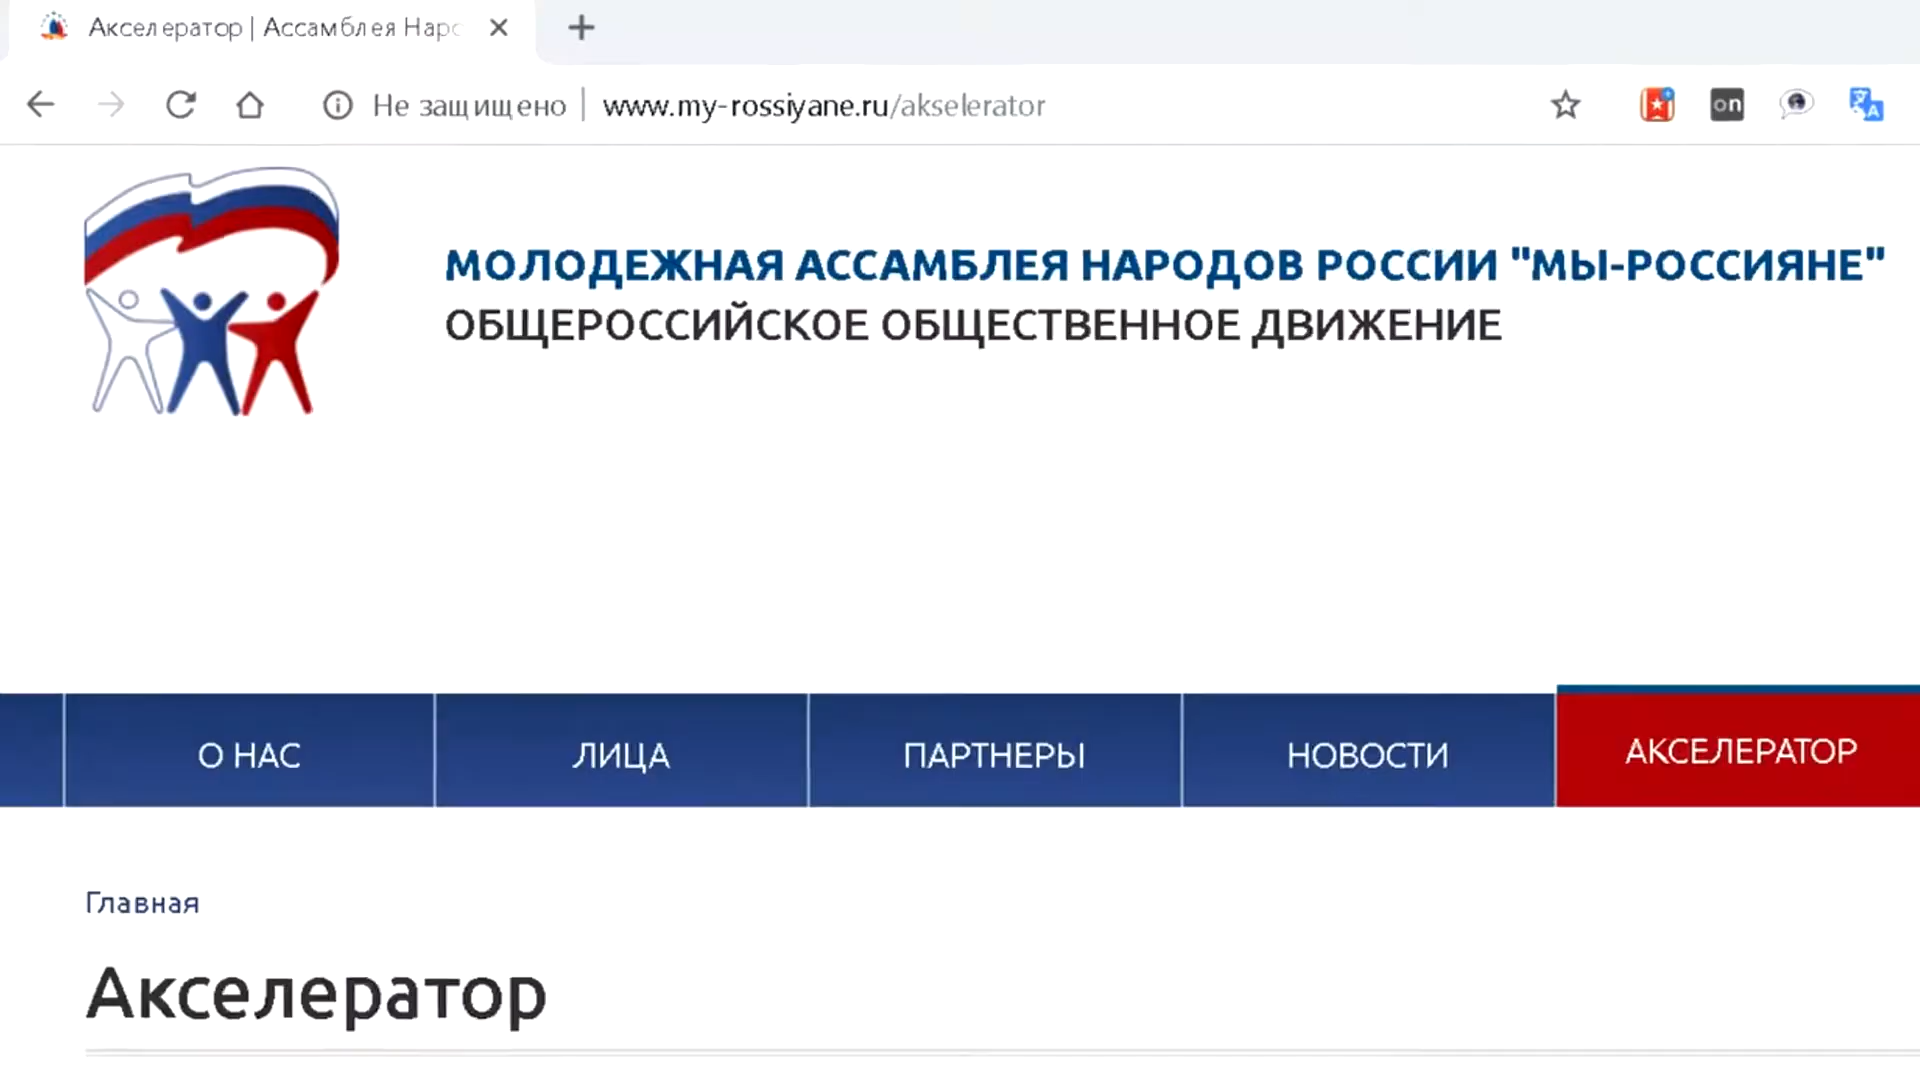 Акселератор | Ассамблея Наро
Не защищено www.my-rossiyane.ru/akselerator
on
МОЛОДЕЖНАЯ АССАМБЛЕЯ НАРОДОВ РОССИИ "МЫ-РОССИЯНЕ"
ОБЩЕРОССИЙСКОЕ ОБЩЕСТВЕННОЕ ДВИЖЕНИЕ
О НАС ЛИЦА ПАРТНЕРЫ НОВОСТИ АКСЕЛЕРАТОР
Главная
Акселератор